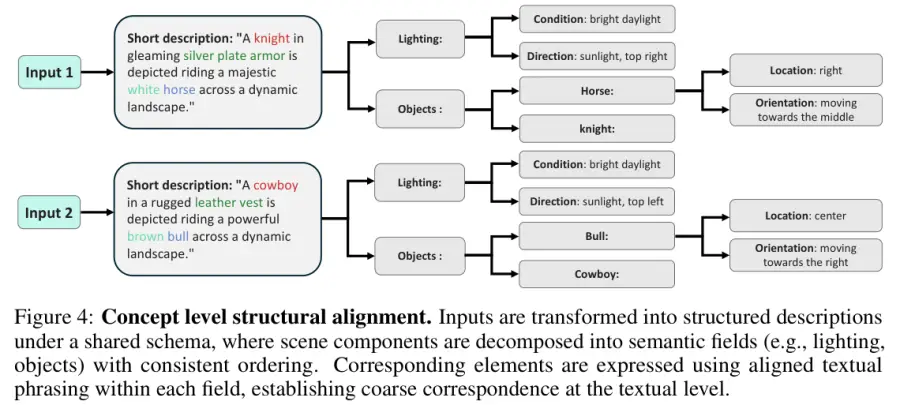 Input 1
Short description: "A knight in
gleaming silver plate armor is
depicted riding a majestic
white horse across a dynamic
landscape."
Lighting:
Condition: bright daylight
Direction: sunlight, top right
Objects :
Horse:
Location: right
Orientation: moving
towards the middle
knight:
Input 2
Short description: "A cowboy
in a rugged leather vest is
depicted riding a powerful
brown bull across a dynamic
landscape."
Lighting:
Condition: bright daylight
Direction: sunlight, top left
Objects :
Bull:
Location: center
Orientation: moving
towards the right
Cowboy:
Figure 4: Concept level structural alignment. Inputs are transformed into structured descriptions
under a shared schema, where scene components are decomposed into semantic fields (e.g., lighting,
objects) with consistent ordering. Corresponding elements are expressed using aligned textual
phrasing within each field, establishing coarse correspondence at the textual level.